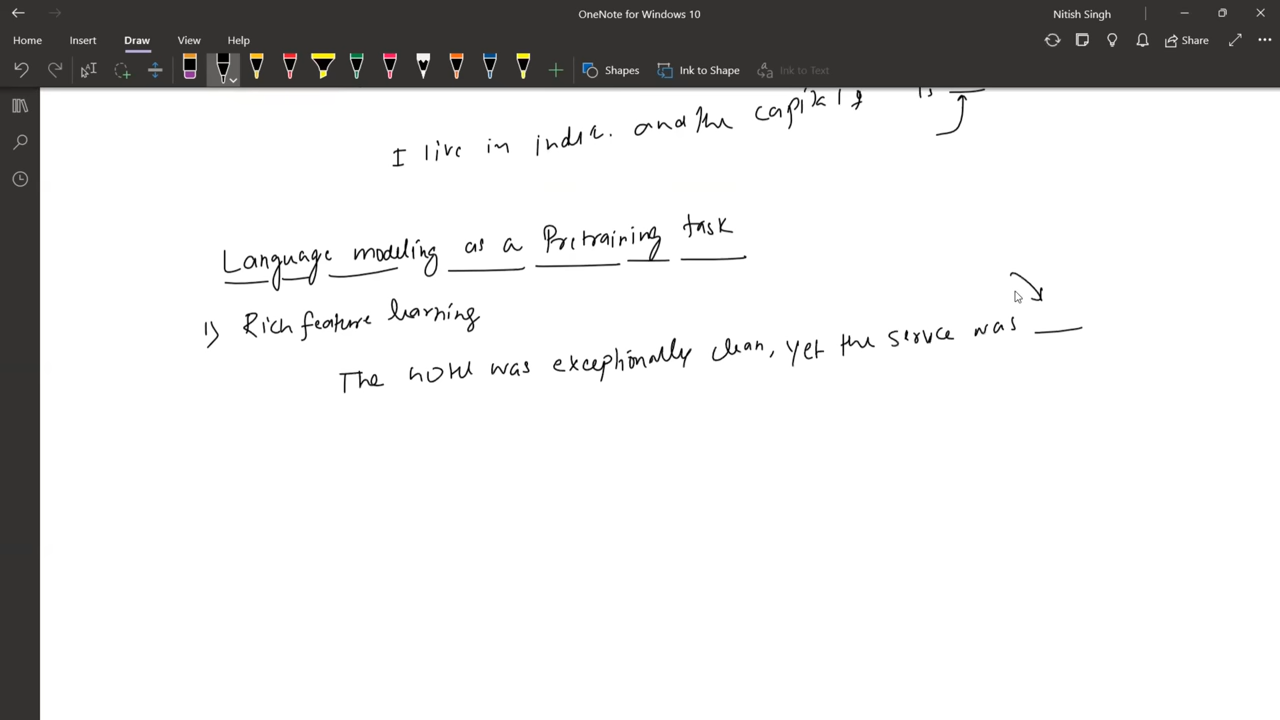 OneNote for Windows 10
Nitish Singh
Home Insert Draw View Help
Share
Shapes Ink to Shape Ink to Text
I live in india. and the capital is __
Language modeling as a Pretraining task
1) Rich feature learning
The hotel was exceptionally clean, yet the service was __